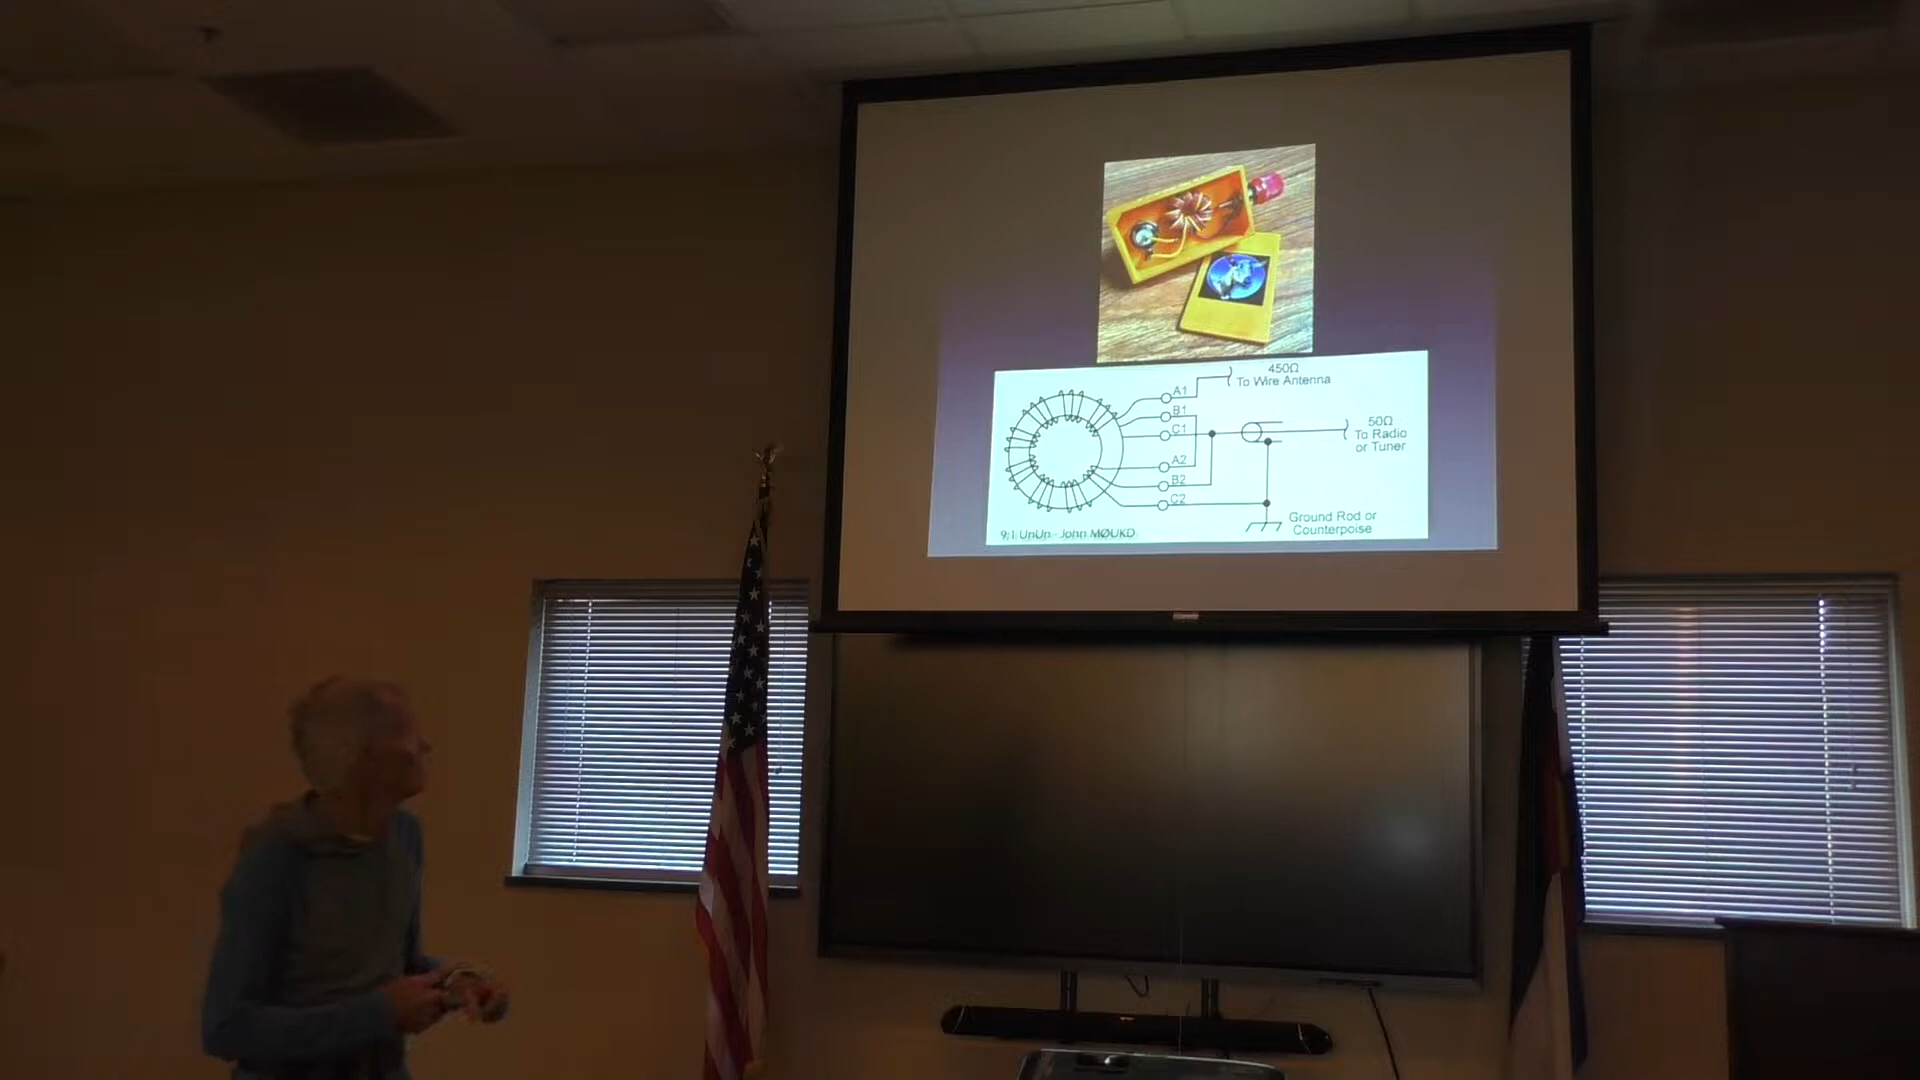 450Ω
To Wire Antenna
A1
B1
C1
50Ω
To Radio
or Tuner
A2
B2
C2
Ground Rod or
Counterpoise
9:1 UnUn - John MØUKD